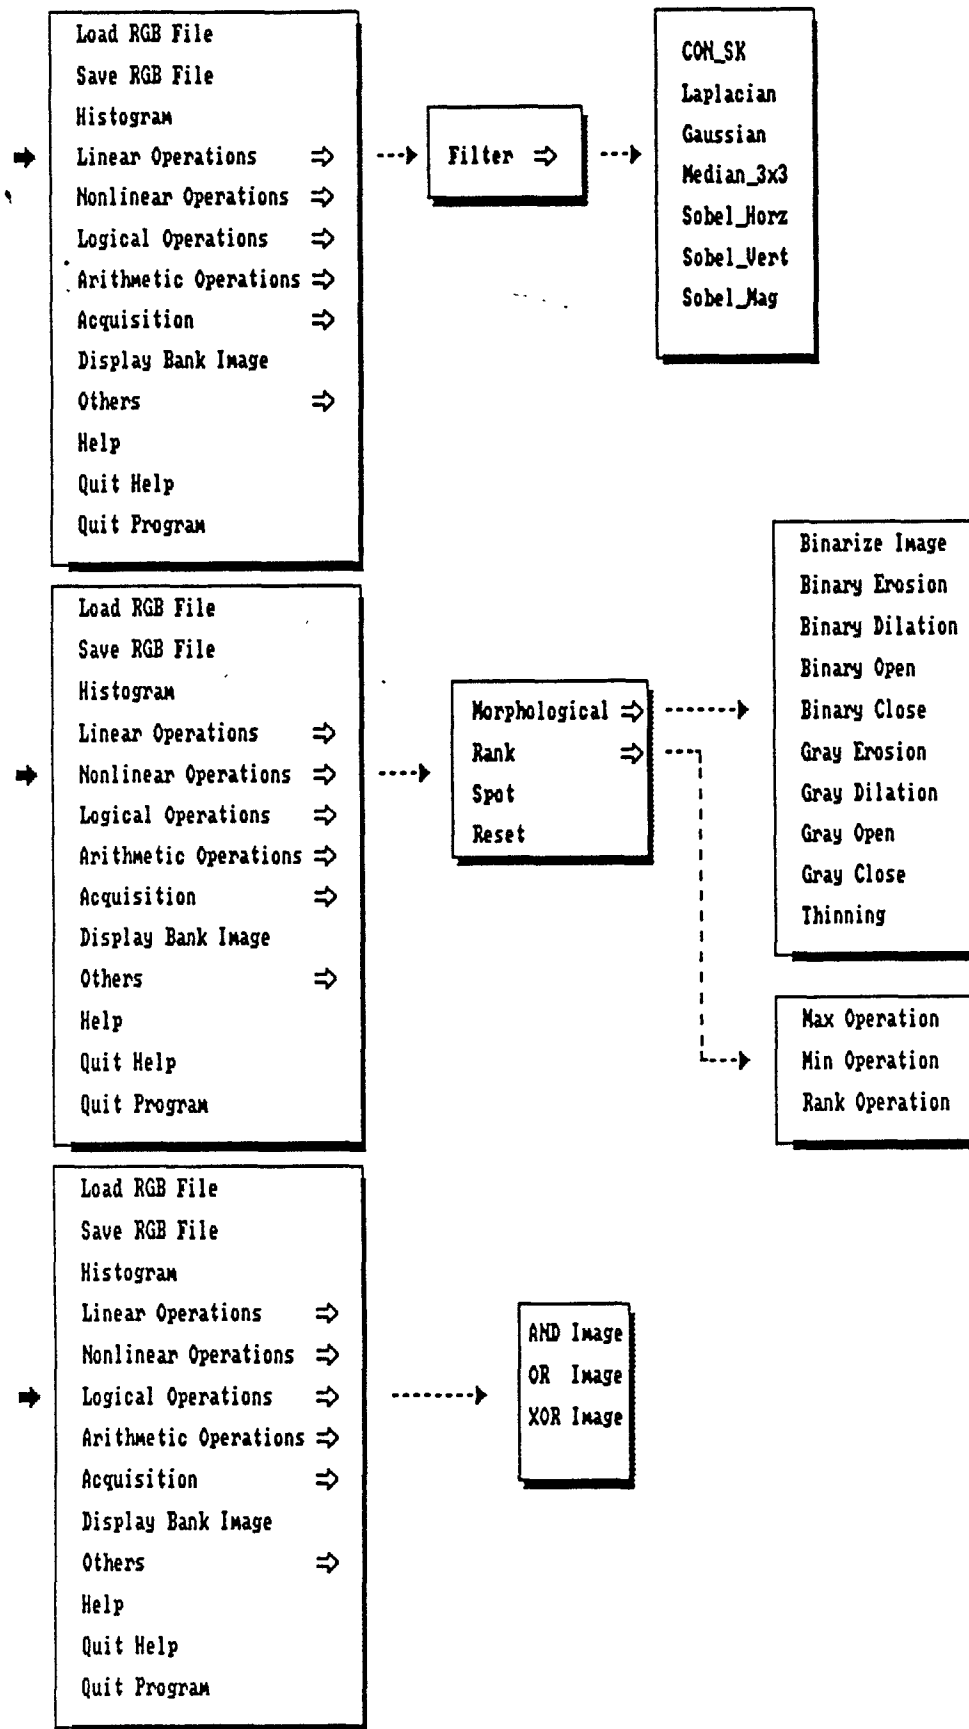 Load RGB File
Save RGB File
Histogram
Linear Operations ⇒
Nonlinear Operations ⇒
Logical Operations ⇒
Arithmetic Operations ⇒
Acquisition ⇒
Display Bank Image
Others ⇒
Help
Quit Help
Quit Program
Filter ⇒
CON_SK
Laplacian
Gaussian
Median_3x3
Sobel_Horz
Sobel_Vert
Sobel_Mag
Load RGB File
Save RGB File
Histogram
Linear Operations ⇒
Nonlinear Operations ⇒
Logical Operations ⇒
Arithmetic Operations ⇒
Acquisition ⇒
Display Bank Image
Others ⇒
Help
Quit Help
Quit Program
Morphological ⇒
Rank ⇒
Spot
Reset
Binarize Image
Binary Erosion
Binary Dilation
Binary Open
Binary Close
Gray Erosion
Gray Dilation
Gray Open
Gray Close
Thinning
Max Operation
Min Operation
Rank Operation
Load RGB File
Save RGB File
Histogram
Linear Operations ⇒
Nonlinear Operations ⇒
Logical Operations ⇒
Arithmetic Operations ⇒
Acquisition ⇒
Display Bank Image
Others ⇒
Help
Quit Help
Quit Program
AND Image
OR Image
XOR Image